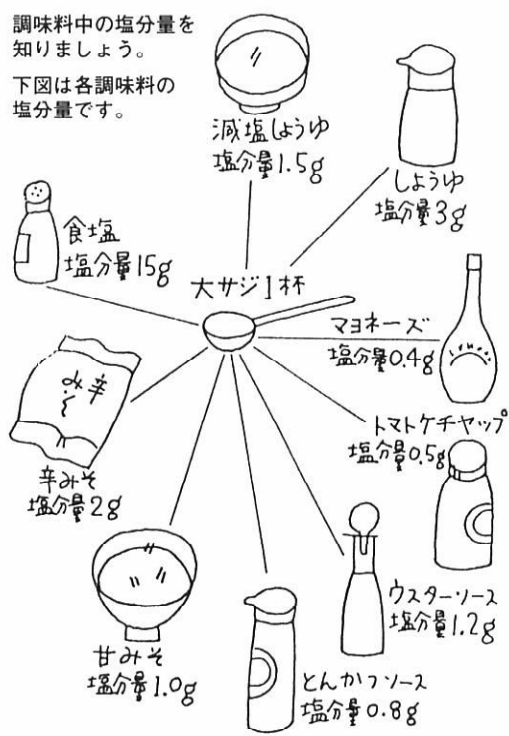 調味料中の塩分量を
知りましょう。
下図は各調味料の
塩分量です。
減塩しょうゆ
塩分量1.5g
しょうゆ
塩分量3g
食塩
塩分量15g
大サジ1杯
マヨネーズ
塩分量0.4g
トマトケチャップ
塩分量0.5g
辛みそ
辛みそ
塩分量2g
ウスターソース
塩分量1.2g
甘みそ
塩分量1.0g
とんかつソース
塩分量0.8g